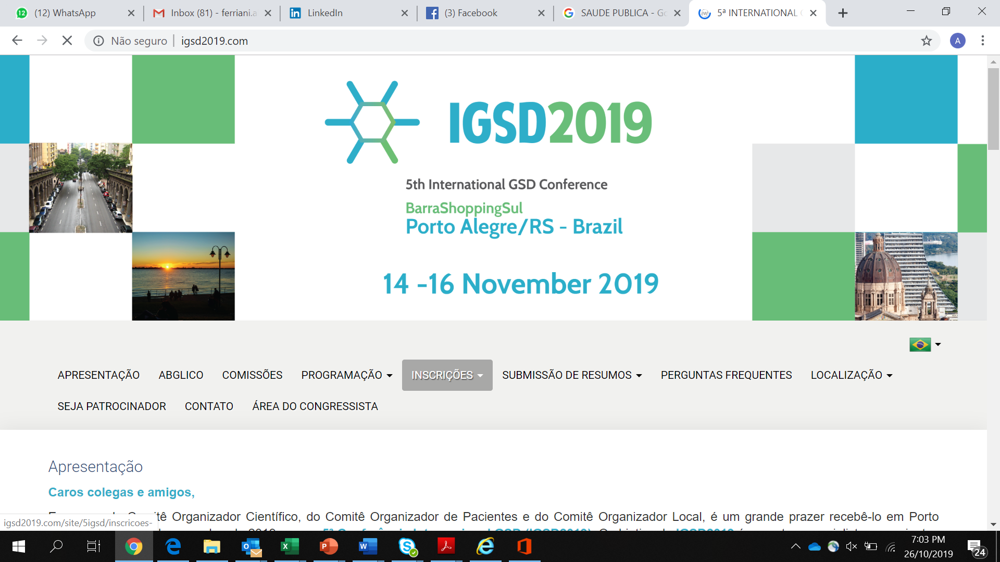 (12) WhatsApp
Inbox (81) - ferriani.a
LinkedIn
(3) Facebook
SAUDE PUBLICA - Go
5ª INTERNATIONAL
Não seguro
igsd2019.com
A
IGSD2019
5th International GSD Conference
BarraShoppingSul
Porto Alegre/RS - Brazil
14 -16 November 2019
APRESENTAÇÃO
ABGLICO
COMISSÕES
PROGRAMAÇÃO
INSCRIÇÕES
SUBMISSÃO DE RESUMOS
PERGUNTAS FREQUENTES
LOCALIZAÇÃO
SEJA PATROCINADOR
CONTATO
ÁREA DO CONGRESSISTA
Apresentação
Caros colegas e amigos,
Organizador Científico, do Comitê Organizador de Pacientes e do Comitê Organizador Local, é um grande prazer recebê-lo em Porto
igsd2019.com/site/5igsd/inscricoes-
7:03 PM
26/10/2019
24